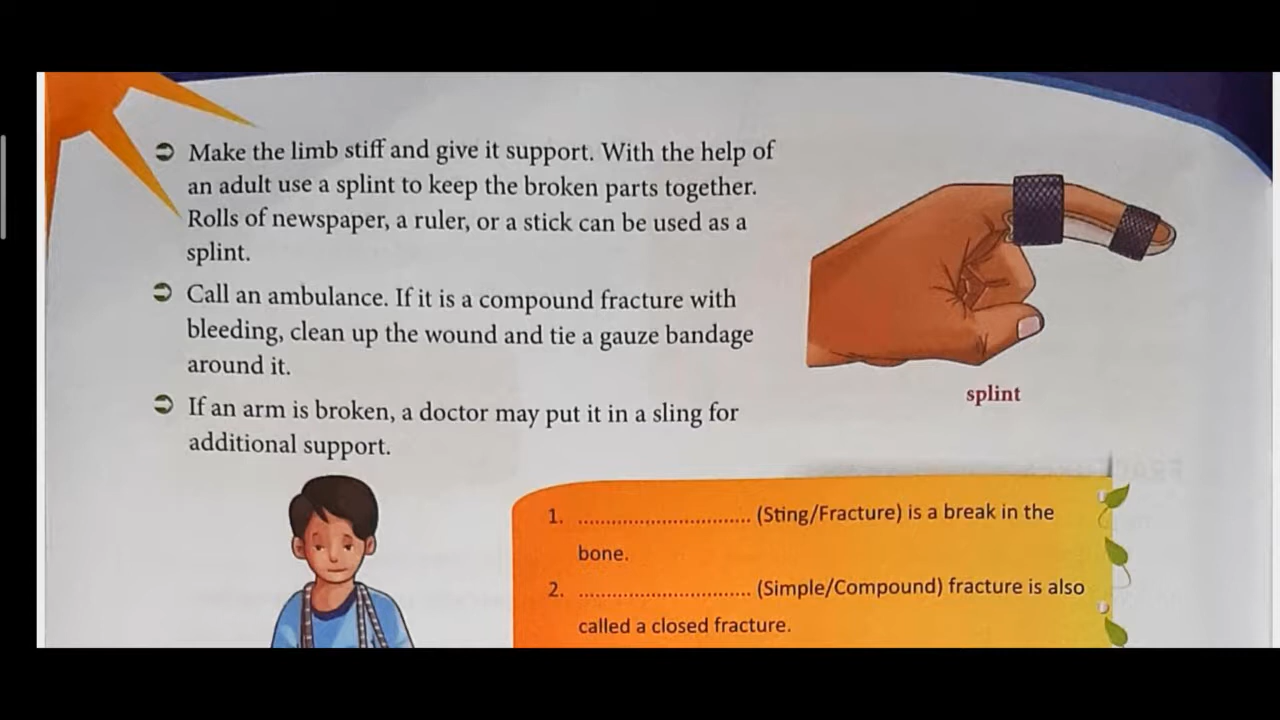 Make the limb stiff and give it support. With the help of
an adult use a splint to keep the broken parts together.
Rolls of newspaper, a ruler, or a stick can be used as a
splint.
Call an ambulance. If it is a compound fracture with
bleeding, clean up the wound and tie a gauze bandage
around it.
If an arm is broken, a doctor may put it in a sling for
additional support.
splint
1. ................................ (Sting/Fracture) is a break in the
bone.
2. ................................ (Simple/Compound) fracture is also
called a closed fracture.